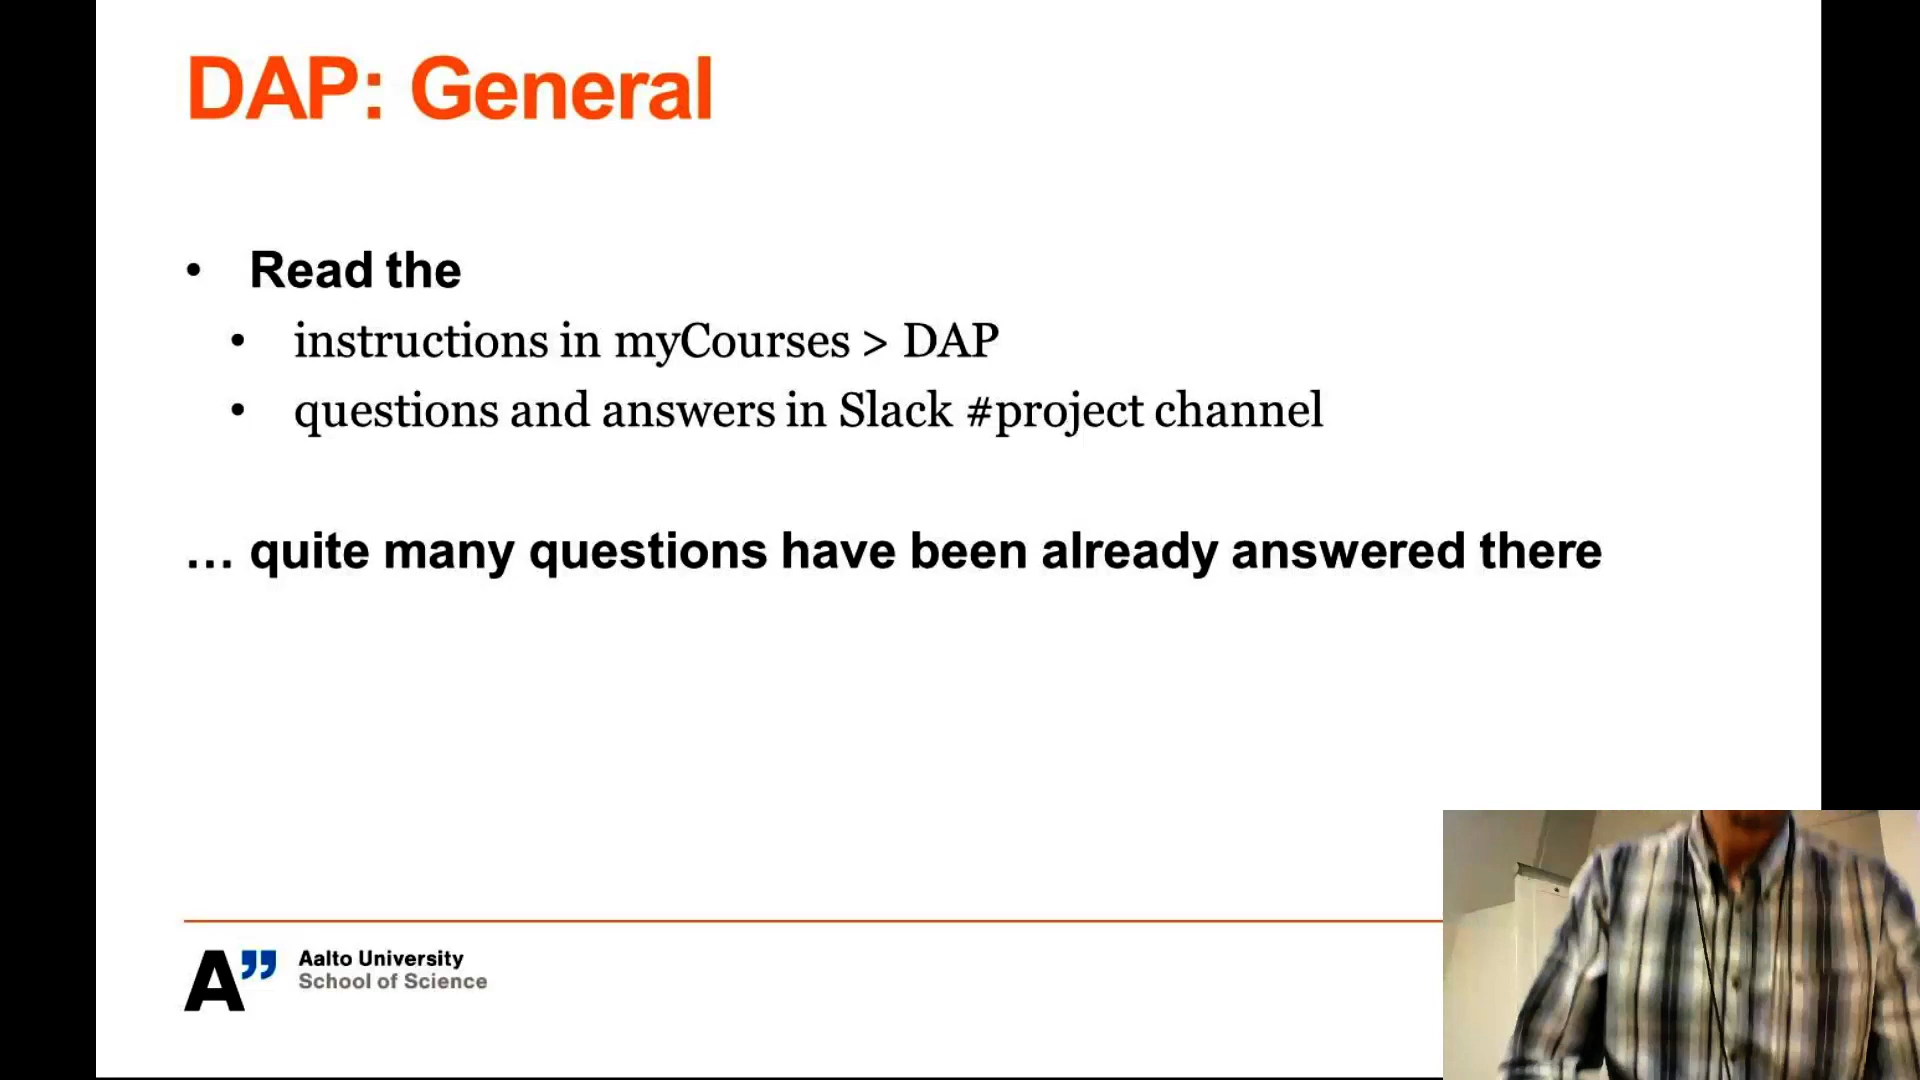 DAP: General
• Read the
• instructions in myCourses > DAP
• questions and answers in Slack #project channel
… quite many questions have been already answered there
A”
Aalto University
School of Science